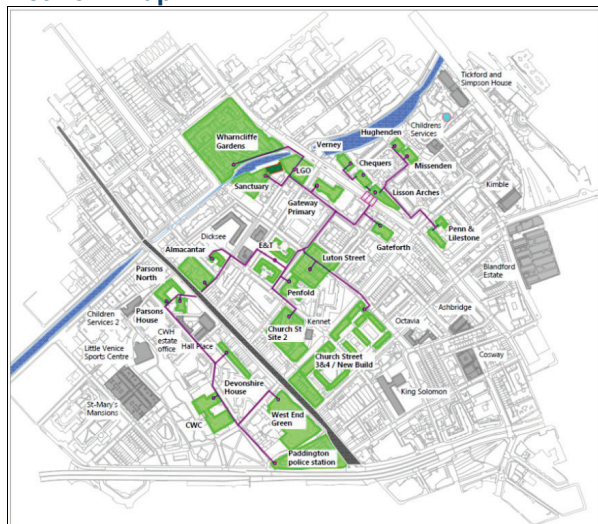 Tickford and
Simpson House
Hughenden
Childrens
Services
Wharncliffe
Gardens
Verney
Chequers
Missenden
PLGO
Sanctuary
Lisson Arches
Kimble
Gateway
Primary
Penn &
Lilestone
Dicksee
E&T
Gateforth
Almacantar
Luton Street
Parsons
North
Blandford
Estate
Penfold
Parsons
House
Children
Services 2
CWH
estate
office
Church St
Site 2
Kennet
Octavia
Ashbridge
Hall Place
Little Venice
Sports Centre
Church Street
3&4 / New Build
Cosway
Devonshire
House
King Solomon
St-Mary's
Mansions
West End
Green
CWC
Paddington
police station